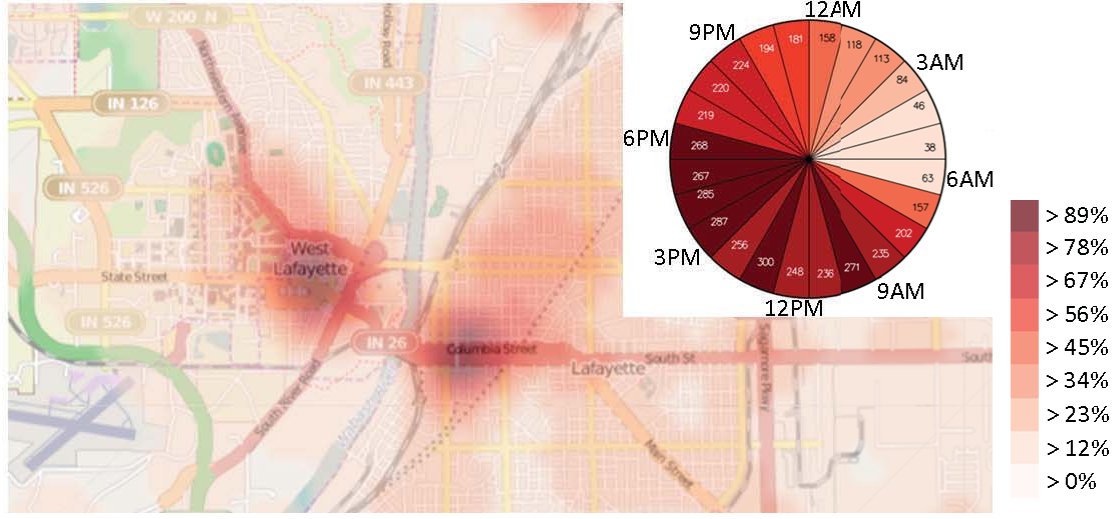 W 200 N
Northwestern Avenue
IN 443
IN 126
IN 526
West
Lafayette
State Street
IN 526
IN 26
Columbia Street
Lafayette
South St
South
South River Road
Wabash
Main Street
Sagamore Pkwy
12AM
9PM
3AM
6PM
6AM
3PM
9AM
12PM
158
118
113
84
46
38
63
157
202
235
271
236
248
300
256
287
285
267
268
219
220
224
194
181
> 89%
> 78%
> 67%
> 56%
> 45%
> 34%
> 23%
> 12%
> 0%